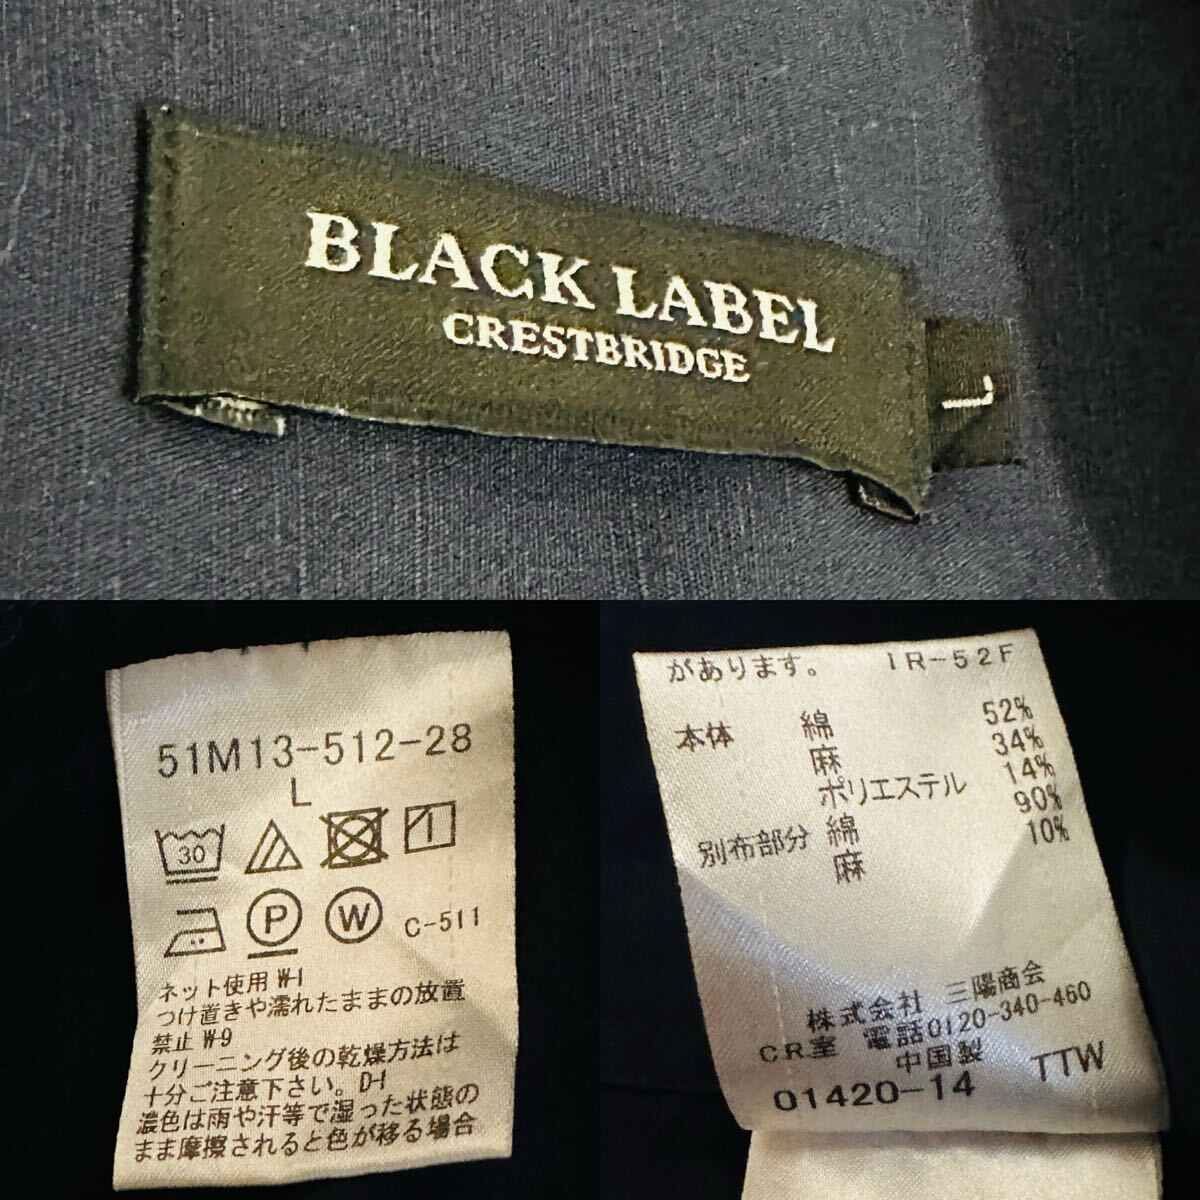 BLACK LABEL
CRESTBRIDGE
L
51M13-512-28
L
30
1
P W C-511
ネット使用 W-1
つけ置きや濡れたままの放置
禁止 W-9
クリーニング後の乾燥方法は
十分ご注意下さい。D-1
濃色は雨や汗等で湿った状態の
まま摩擦されると色が移る場合
があります。 IR-52F
本体 綿 52%
麻 34%
ポリエステル 14%
別布部分 綿 90%
麻 10%
株式会社 三陽商会
C.R.室 電話0120-340-460
中国製
01420-14 TTW